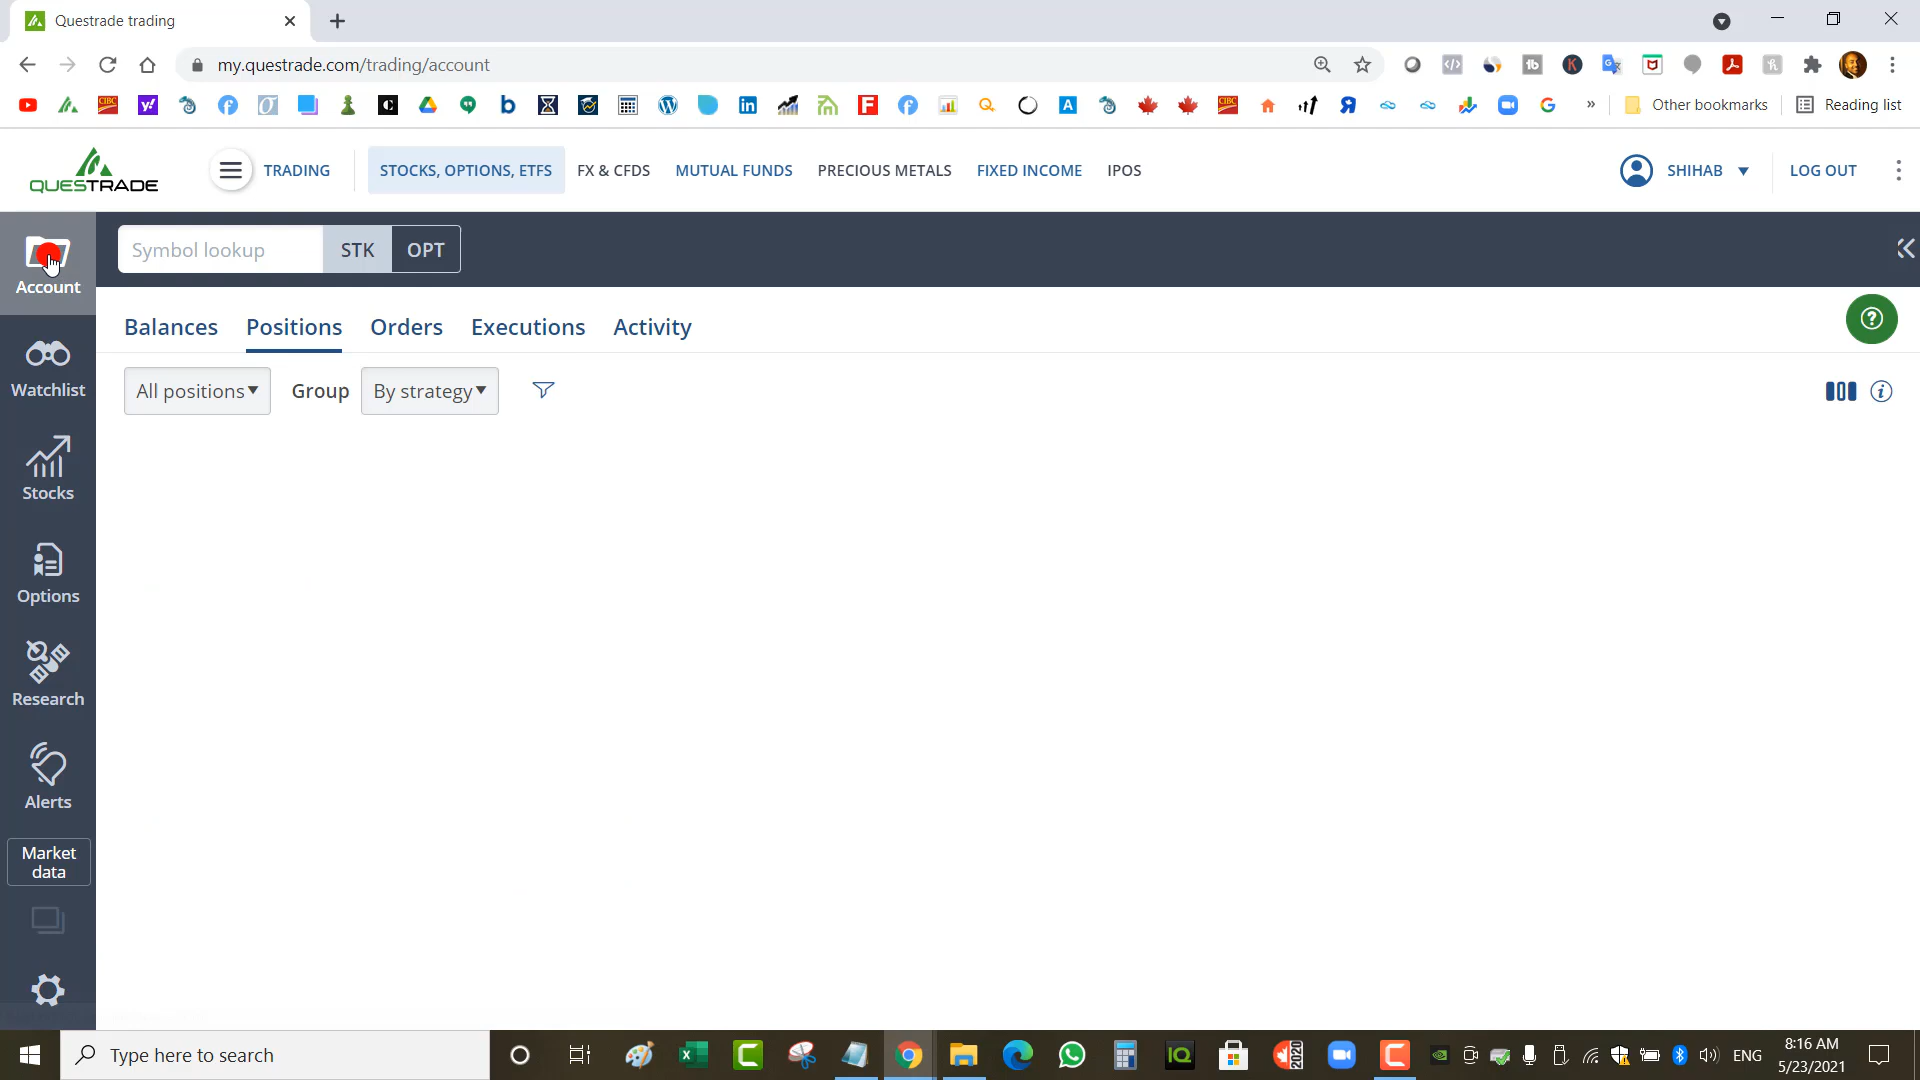 Questrade trading
my.questrade.com/trading/account
Other bookmarks
Reading list
QUESTRADE
TRADING
STOCKS, OPTIONS, ETFS
FX & CFDS
MUTUAL FUNDS
PRECIOUS METALS
FIXED INCOME
IPOS
SHIHAB
LOG OUT
Account
Symbol lookup
STK
OPT
Balances
Positions
Orders
Executions
Activity
All positions
Group
By strategy
Watchlist
Stocks
Options
Research
Alerts
Market
data
Type here to search
ENG
8:16 AM
5/23/2021